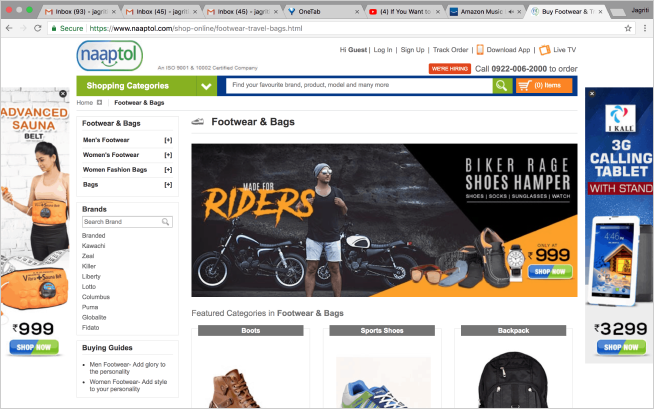 Inbox (93) - jagriti
Inbox (46) - jagriti
Inbox (46) - jagriti
OneTab
(4) If You Want to
Amazon Music
Buy Footwear & T
Jagriti
Secure
https://www.naaptol.com/shop-online/footwear-travel-bags.html
naaptol
An ISO 9001 & 10002 Certified Company
Hi Guest | Log In | Sign Up | Track Order | Download App | Live TV
WE'RE HIRING Call 0922-006-2000 to order
Shopping Categories
Find your favourite brand, product, model and many more
(0) Items
Home
Footwear & Bags
ADVANCED
SAUNA
BELT
₹999
SHOP NOW
Footwear & Bags
Men's Footwear [+]
Women's Footwear [+]
Women Fashion Bags [+]
Bags [+]
Brands
Search Brand
Branded
Kawachi
Zeel
Killer
Liberty
Lotto
Columbus
Puma
Globalite
Fidato
Buying Guides
• Men Footwear- Add glory to
the personality
• Women Footwear- Add style
to your personality
Footwear & Bags
MADE FOR
RIDERS
BIKER RAGE
SHOES HAMPER
SHOES | SOCKS | SUNGLASSES | WATCH
ONLY AT
₹999
SHOP NOW
Featured Categories in Footwear & Bags
Boots
Sports Shoes
Backpack
I KALL
3G
CALLING
TABLET
WITH STAND
4:46
₹3299
SHOP NOW